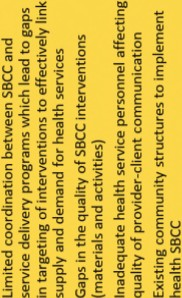 Limited coordination between SBCC and
service delivery programs which lead to gaps
in targeting of interventions to effectively link
supply and demand for health services
Gaps in the quality of SBCC interventions
(materials and activities)
Inadequate health service personnel affecting
quality of provider-client communication
Existing community structures to implement
health SBCC